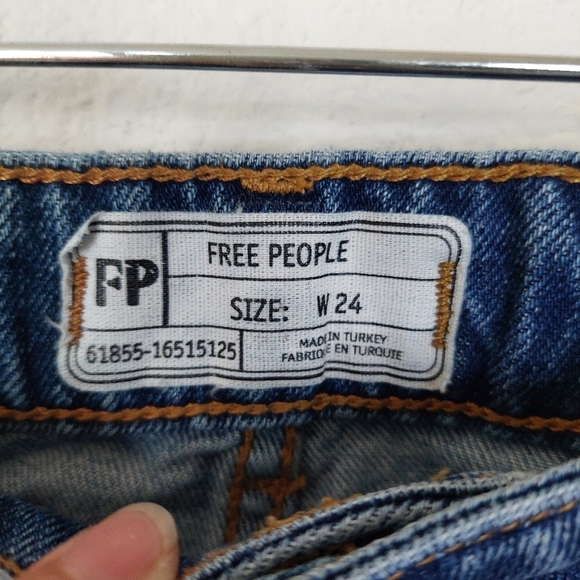 FP
FREE PEOPLE
SIZE: W 24
61855-16515125
MADE IN TURKEY
FABRIQUE EN TURQUIE